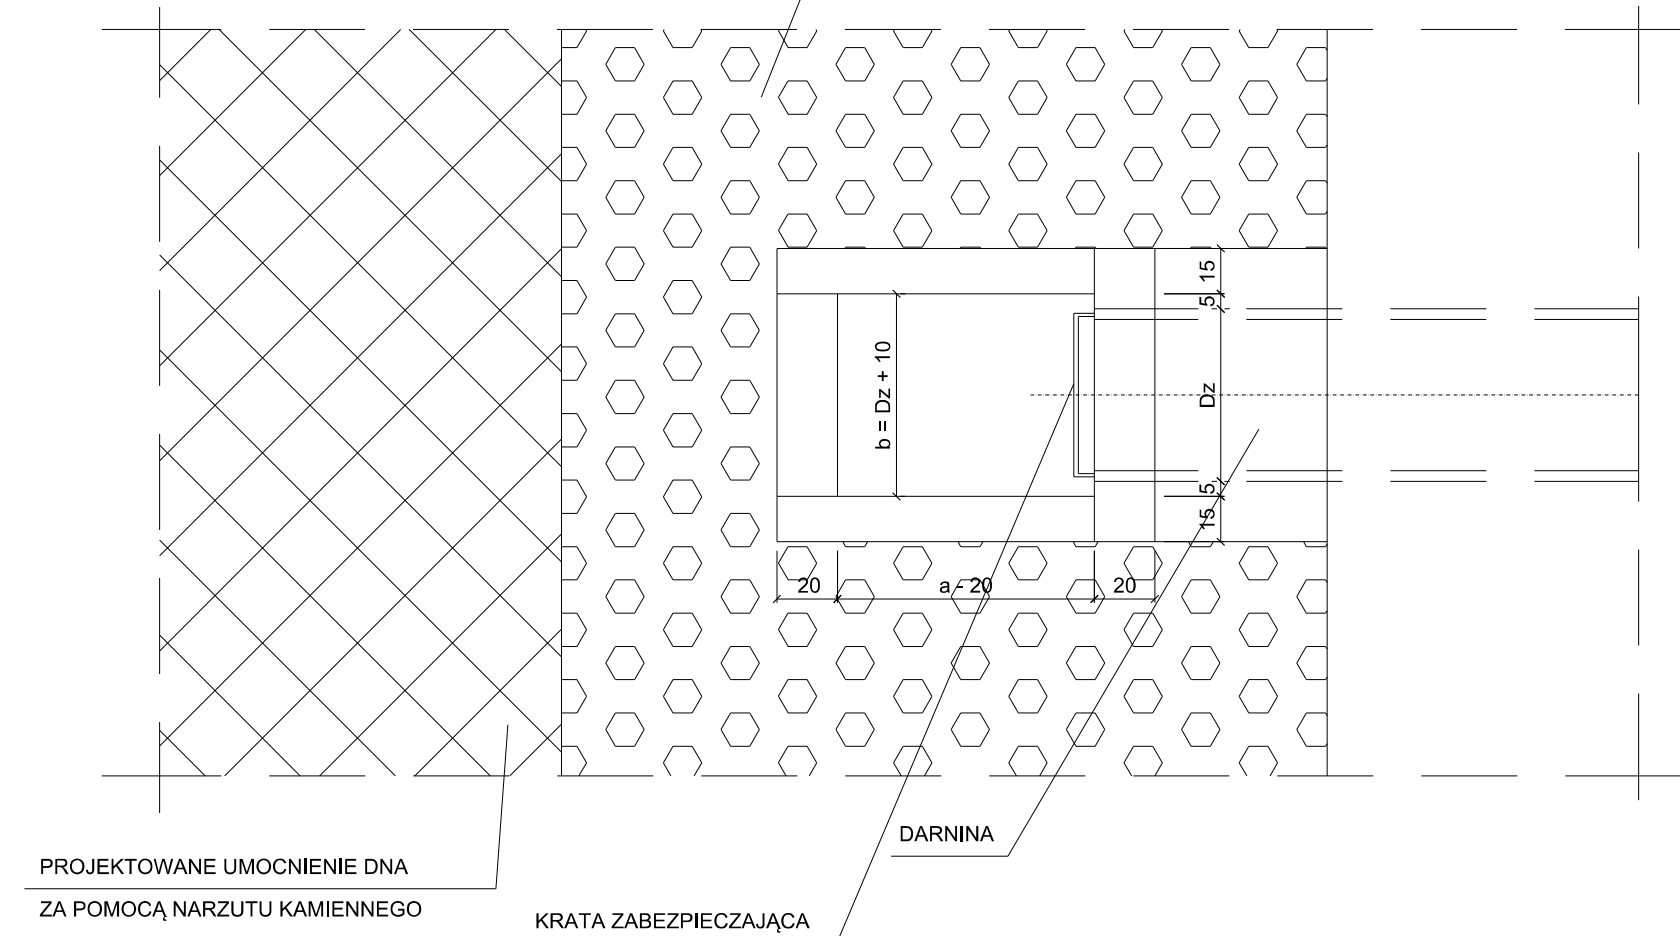 15
5
Dz
5
15
b = Dz + 10
20
a - 20
20
DARNINA
PROJEKTOWANE UMOCNIENIE DNA
ZA POMOCĄ NARZUTU KAMIENNEGO
KRATA ZABEZPIECZAJĄCA